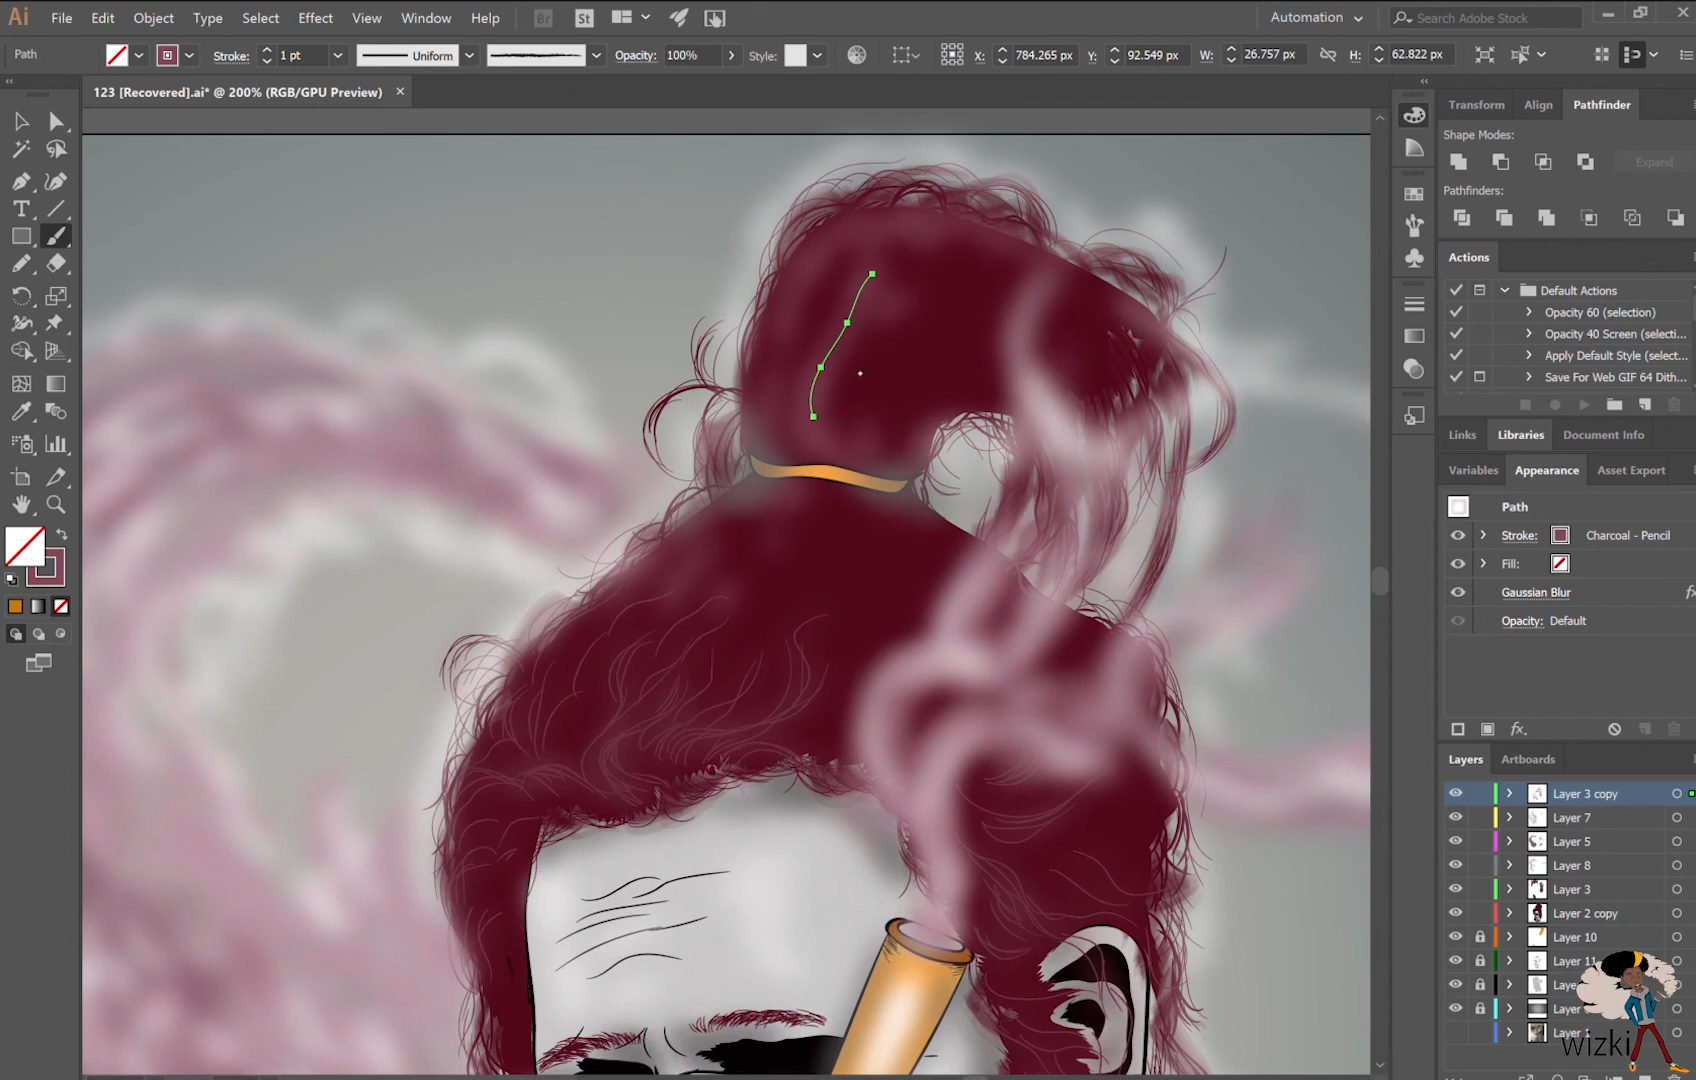 Ai File Edit Object Type Select Effect View Window Help Br St Automation Search Adobe Stock
Path Stroke: 1 pt Uniform Opacity: 100% Style: X: 784.265 px Y: 92.549 px W: 26.757 px H: 62.822 px
123 [Recovered].ai* @ 200% (RGB/GPU Preview)
Transform Align Pathfinder
Shape Modes:
Expand
Pathfinders:
Actions
Default Actions
Opacity 60 (selection)
Opacity 40 Screen (selecti...
Apply Default Style (select...
Save For Web GIF 64 Dith...
Links Libraries Document Info
Variables Appearance Asset Export
Path
Stroke: Charcoal - Pencil
Fill:
Gaussian Blur fx
Opacity: Default
fx.
Layers Artboards
Layer 3 copy
Layer 7
Layer 5
Layer 8
Layer 3
Layer 2 copy
Layer 10
Layer 11
Laye
Layer
Layer
wizki